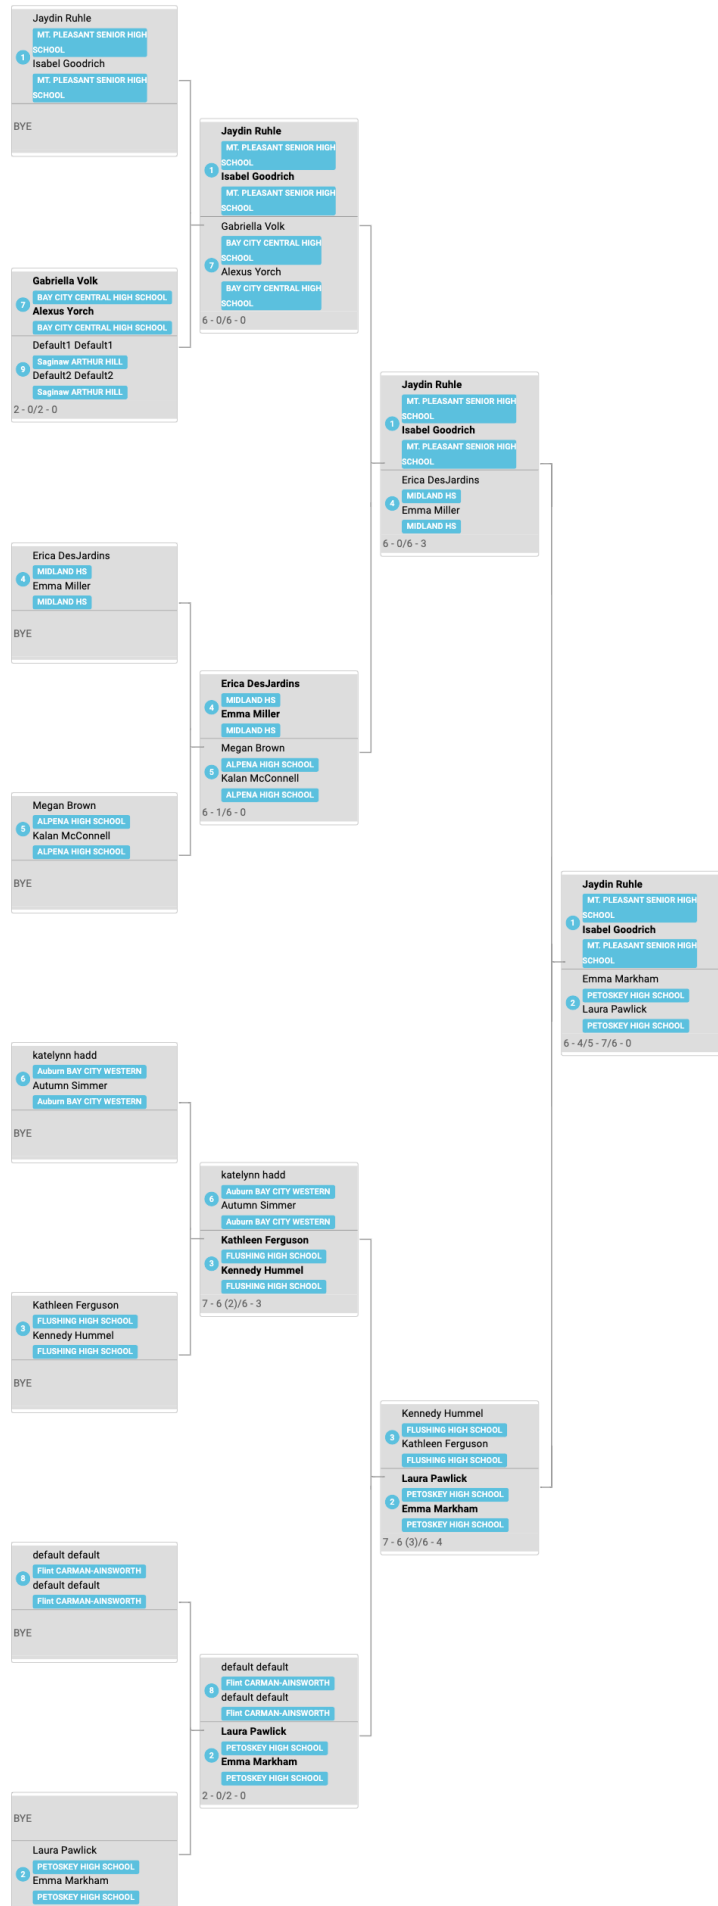 Jaydin Ruhle
MT. PLEASANT SENIOR HIGH
SCHOOL
1
Isabel Goodrich
MT. PLEASANT SENIOR HIGH
SCHOOL
BYE
Gabriella Volk
BAY CITY CENTRAL HIGH SCHOOL
7
Alexus Yorch
BAY CITY CENTRAL HIGH SCHOOL
Default1 Default1
Saginaw ARTHUR HILL
9
Default2 Default2
Saginaw ARTHUR HILL
2 - 0/2 - 0
Erica DesJardins
MIDLAND HS
4
Emma Miller
MIDLAND HS
BYE
Megan Brown
ALPENA HIGH SCHOOL
5
Kalan McConnell
ALPENA HIGH SCHOOL
BYE
katelynn hadd
Auburn BAY CITY WESTERN
6
Autumn Simmer
Auburn BAY CITY WESTERN
BYE
Kathleen Ferguson
FLUSHING HIGH SCHOOL
3
Kennedy Hummel
FLUSHING HIGH SCHOOL
BYE
default default
Flint CARMAN-AINSWORTH
8
default default
Flint CARMAN-AINSWORTH
BYE
BYE
Laura Pawlick
PETOSKEY HIGH SCHOOL
2
Emma Markham
PETOSKEY HIGH SCHOOL
Jaydin Ruhle
MT. PLEASANT SENIOR HIGH
SCHOOL
1
Isabel Goodrich
MT. PLEASANT SENIOR HIGH
SCHOOL
Gabriella Volk
BAY CITY CENTRAL HIGH
SCHOOL
7
Alexus Yorch
BAY CITY CENTRAL HIGH
SCHOOL
6 - 0/6 - 0
Erica DesJardins
MIDLAND HS
4
Emma Miller
MIDLAND HS
Megan Brown
ALPENA HIGH SCHOOL
5
Kalan McConnell
ALPENA HIGH SCHOOL
6 - 1/6 - 0
katelynn hadd
Auburn BAY CITY WESTERN
6
Autumn Simmer
Auburn BAY CITY WESTERN
Kathleen Ferguson
FLUSHING HIGH SCHOOL
3
Kennedy Hummel
FLUSHING HIGH SCHOOL
7 - 6 (2)/6 - 3
default default
Flint CARMAN-AINSWORTH
8
default default
Flint CARMAN-AINSWORTH
Laura Pawlick
PETOSKEY HIGH SCHOOL
2
Emma Markham
PETOSKEY HIGH SCHOOL
2 - 0/2 - 0
Jaydin Ruhle
MT. PLEASANT SENIOR HIGH
SCHOOL
1
Isabel Goodrich
MT. PLEASANT SENIOR HIGH
SCHOOL
Erica DesJardins
MIDLAND HS
4
Emma Miller
MIDLAND HS
6 - 0/6 - 3
Kennedy Hummel
FLUSHING HIGH SCHOOL
3
Kathleen Ferguson
FLUSHING HIGH SCHOOL
Laura Pawlick
PETOSKEY HIGH SCHOOL
2
Emma Markham
PETOSKEY HIGH SCHOOL
7 - 6 (3)/6 - 4
Jaydin Ruhle
MT. PLEASANT SENIOR HIGH
SCHOOL
1
Isabel Goodrich
MT. PLEASANT SENIOR HIGH
SCHOOL
Emma Markham
PETOSKEY HIGH SCHOOL
2
Laura Pawlick
PETOSKEY HIGH SCHOOL
6 - 4/5 - 7/6 - 0